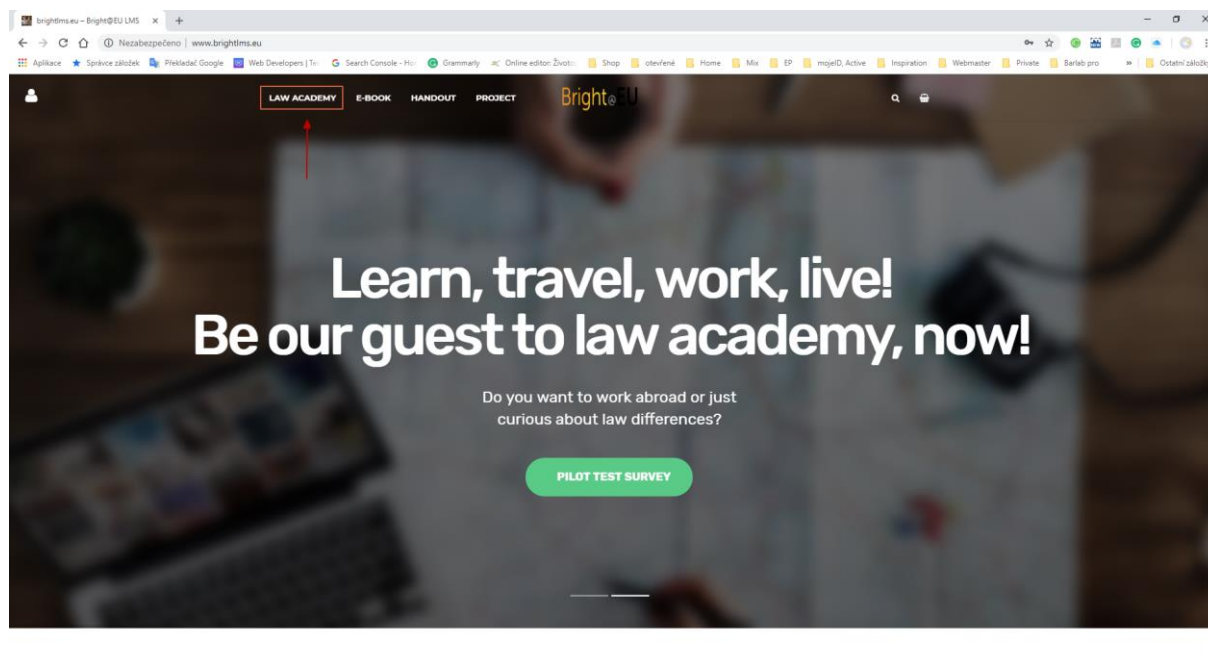 brightlms.eu – Bright@EU LMS
Nezabezpečeno | www.brightlms.eu
Aplikace Správce záložek Překladač Google Web Developers | Te Search Console - Ho Grammarly Online editor: Život Shop otevřené Home Mix EP mojeID, Active Inspiration Webmaster Private Barlab pro » Ostatní záložky
LAW ACADEMY E-BOOK HANDOUT PROJECT Bright@EU
Learn, travel, work, live!
Be our guest to law academy, now!
Do you want to work abroad or just
curious about law differences?
PILOT TEST SURVEY